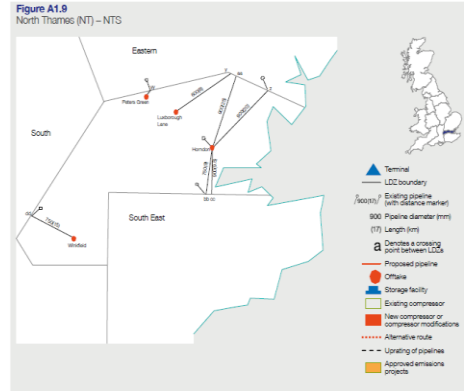 Figure A1.9
North Thames (NT) – NTS
Eastern
Peters Green
Luxborough
Lane
South
Horndon
South East
Winkfield
Terminal
LDZ boundary
900(17)
Existing pipeline
(with distance marker)
900 Pipeline diameter (mm)
(17) Length (km)
a Denotes a crossing
point between LDZs
Proposed pipeline
Offtake
Storage facility
Existing compressor
New compressor or
compressor modifications
Alternative route
Uprating of pipelines
Approved emissions
projects